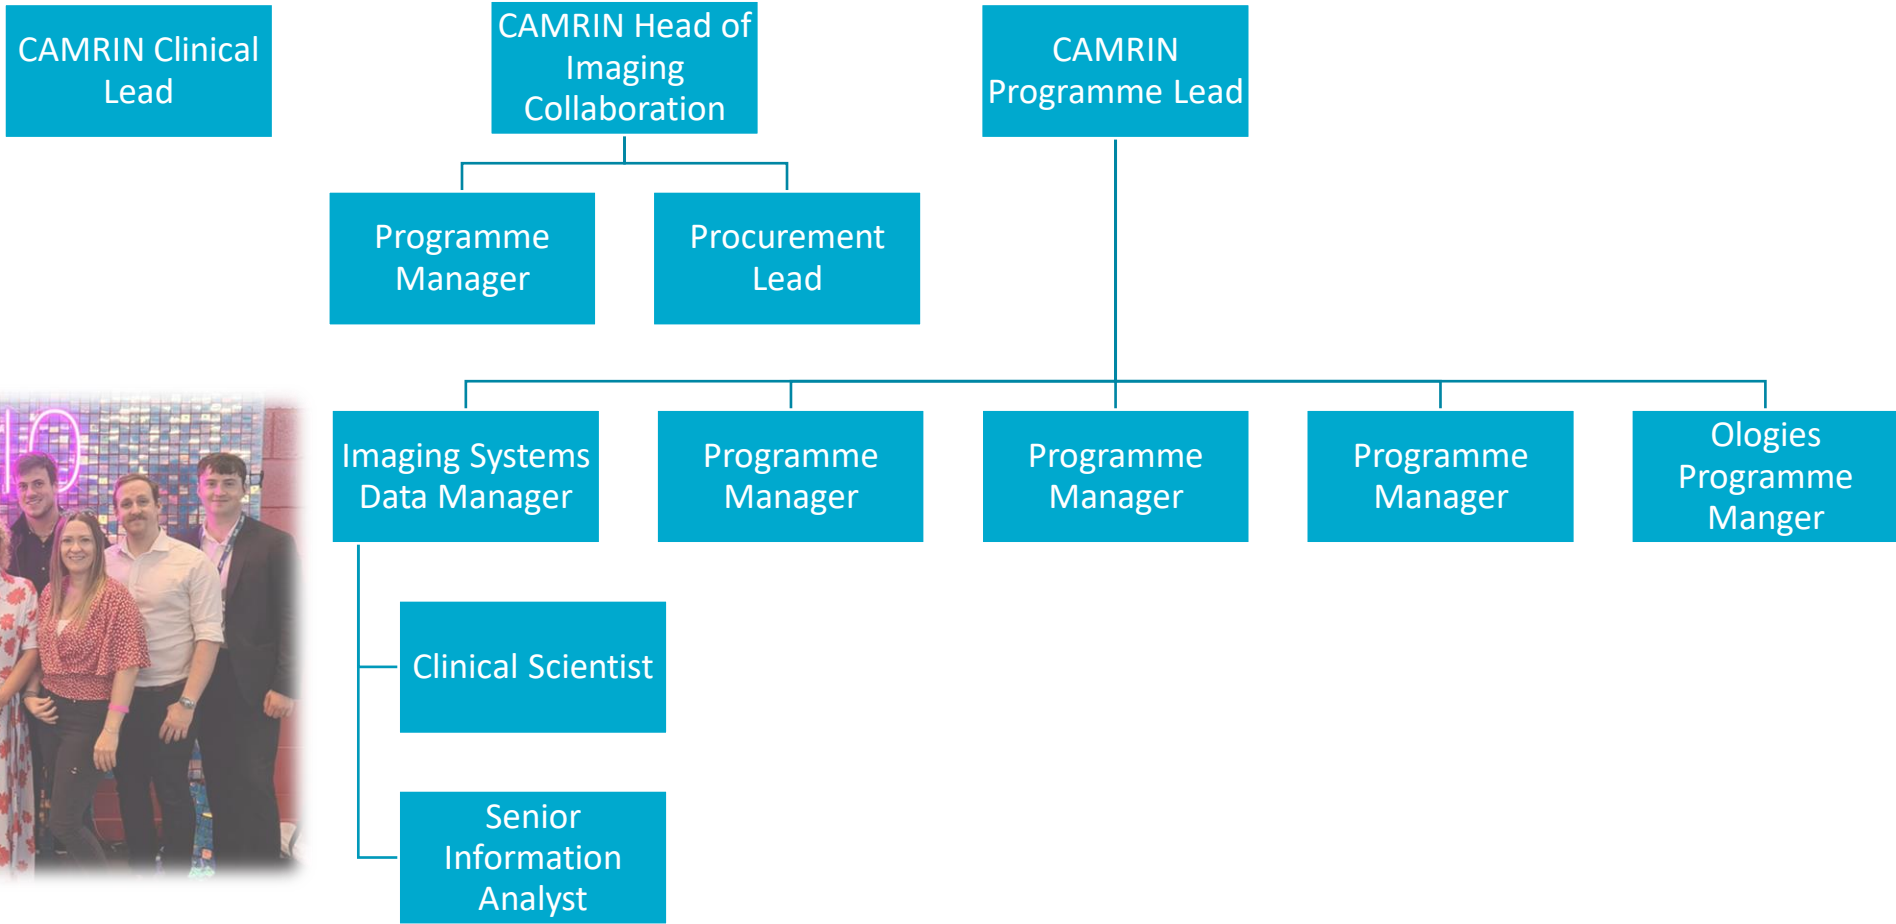 CAMRIN Clinical
Lead
CAMRIN Head of
Imaging
Collaboration
CAMRIN
Programme Lead
Programme
Manager
Procurement
Lead
Imaging Systems
Data Manager
Programme
Manager
Programme
Manager
Programme
Manager
Ologies
Programme
Manger
Clinical Scientist
Senior
Information
Analyst